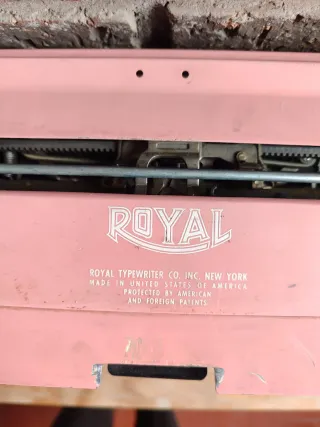 ROYAL
ROYAL TYPEWRITER CO. INC. NEW YORK
MADE IN UNITED STATES OF AMERICA
PROTECTED BY AMERICAN
AND FOREIGN PATENTS